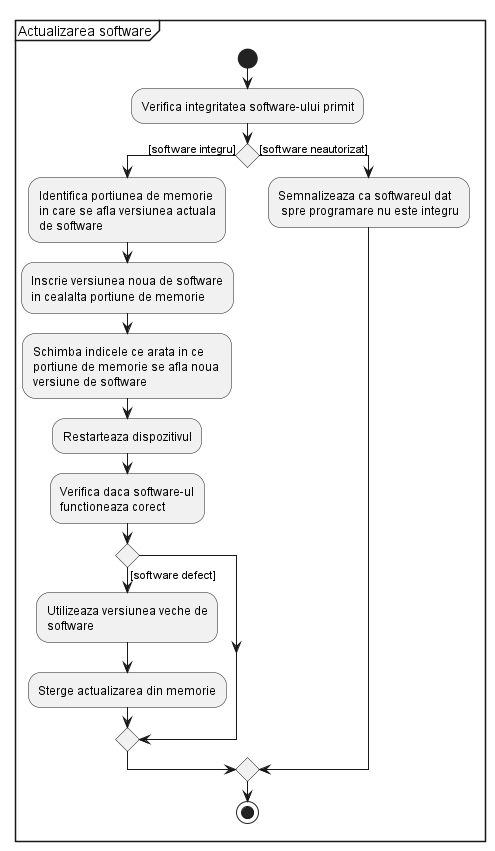 Actualizarea software
Verifica integritatea software-ului primit
[software integru]
[software neautorizat]
Identifica portiunea de memorie
in care se afla versiunea actuala
de software
Semnalizeaza ca softwareul dat
spre programare nu este integru
Inscrie versiunea noua de software
in cealalta portiune de memorie
Schimba indicele ce arata in ce
portiune de memorie se afla noua
versiune de software
Restarteaza dispozitivul
Verifica daca software-ul
functioneaza corect
[software defect]
Utilizeaza versiunea veche de
software
Sterge actualizarea din memorie